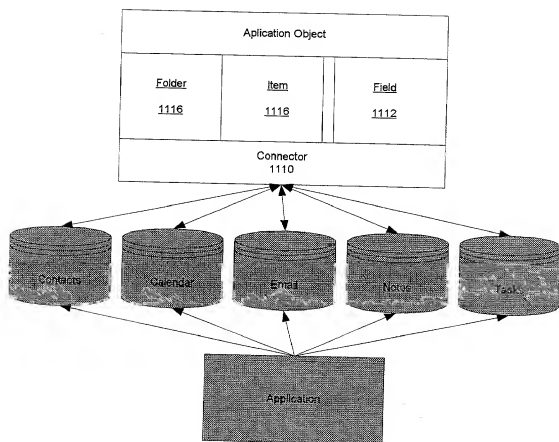 Aplication Object
Folder Item Field
1116 1116 1112
Connector
1110
Contacts Calendar Email Notes Tasks
Application